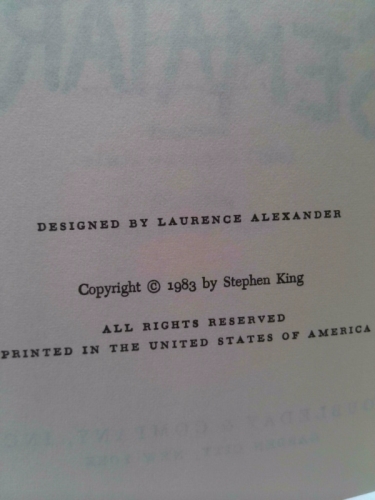 DESIGNED BY LAURENCE ALEXANDER
Copyright © 1983 by Stephen King
ALL RIGHTS RESERVED
PRINTED IN THE UNITED STATES OF AMERICA